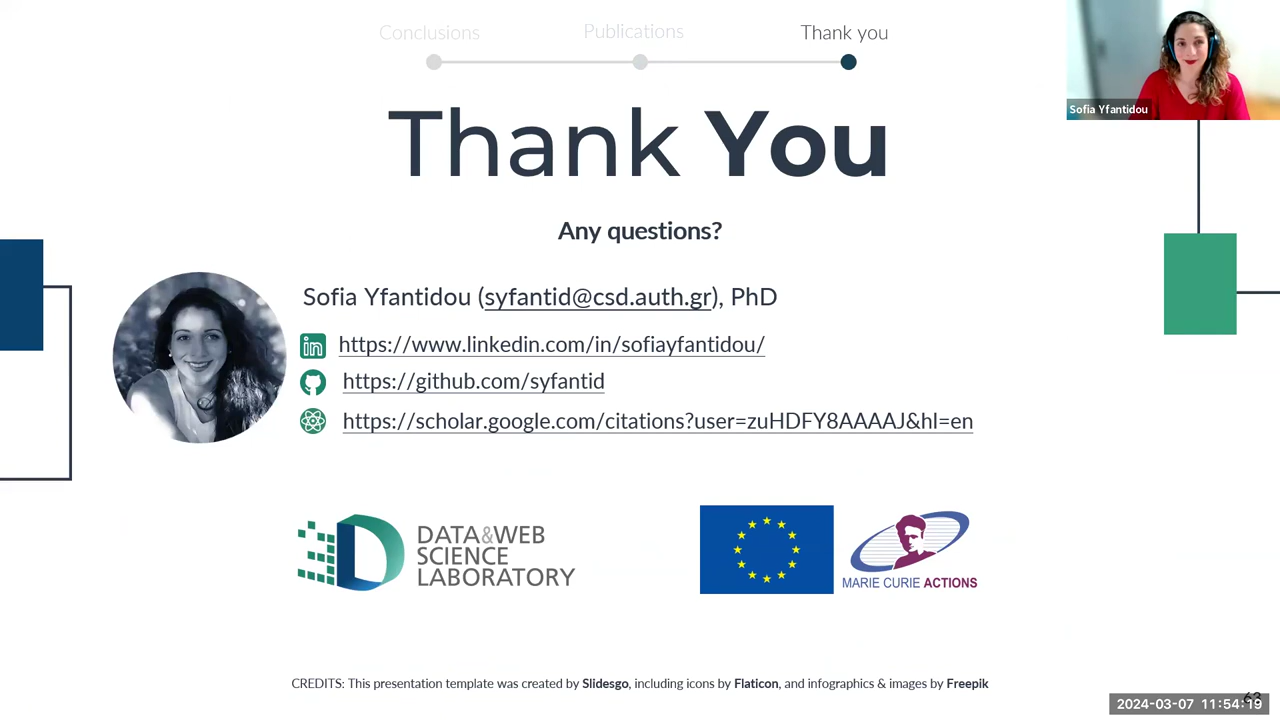 Conclusions
Publications
Thank you
Sofia Yfantidou
Thank You
Any questions?
Sofia Yfantidou (syfantid@csd.auth.gr), PhD
in
https://www.linkedin.com/in/sofiayfantidou/
https://github.com/syfantid
https://scholar.google.com/citations?user=zuHDFY8AAAAJ&hl=en
DATA&WEB
SCIENCE
LABORATORY
MARIE CURIE ACTIONS
CREDITS: This presentation template was created by Slidesgo, including icons by Flaticon, and infographics & images by Freepik
63
2024-03-07 11:54:19